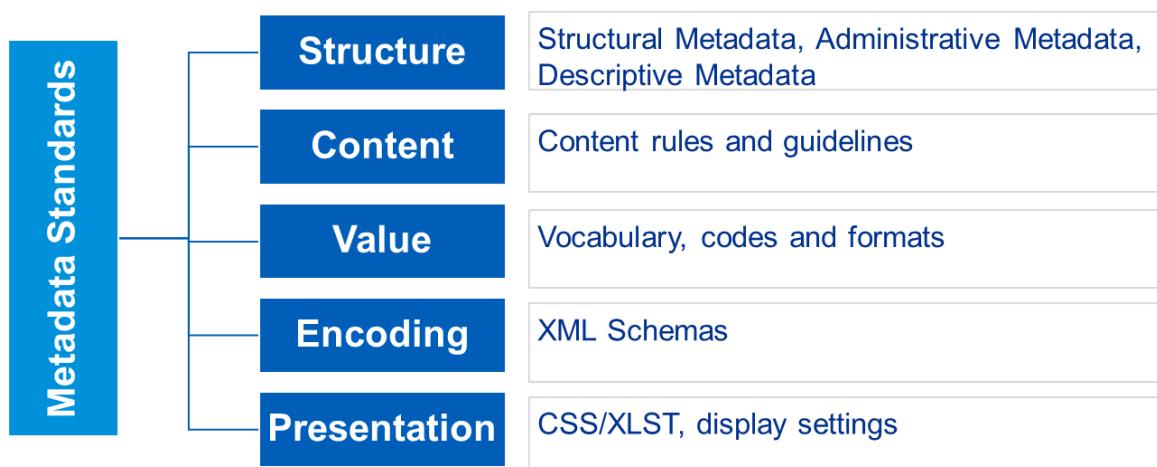 Metadata Standards
Structure
Structural Metadata, Administrative Metadata,
Descriptive Metadata
Content
Content rules and guidelines
Value
Vocabulary, codes and formats
Encoding
XML Schemas
Presentation
CSS/XLST, display settings